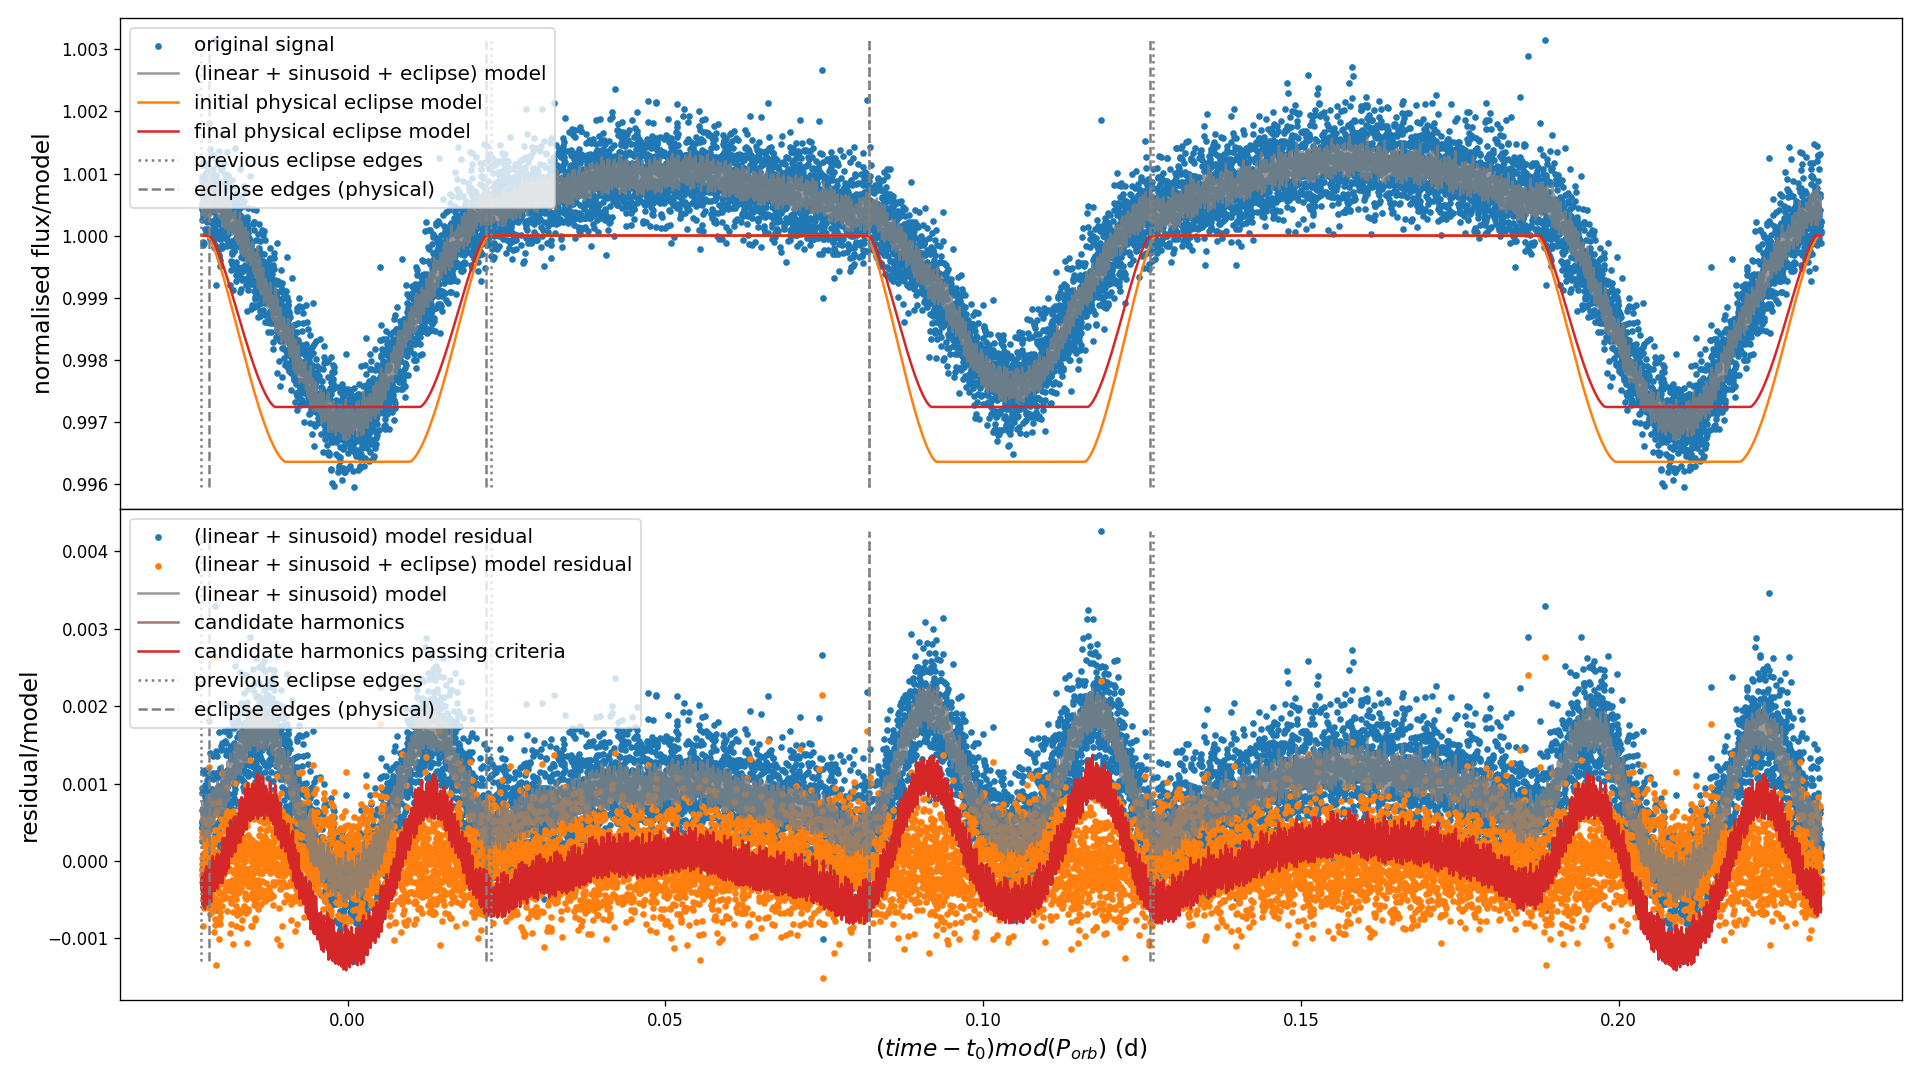 original signal
(linear + sinusoid + eclipse) model
initial physical eclipse model
final physical eclipse model
previous eclipse edges
eclipse edges (physical)
normalised flux/model
1.003
1.002
1.001
1.000
0.999
0.998
0.997
0.996
(linear + sinusoid) model residual
(linear + sinusoid + eclipse) model residual
(linear + sinusoid) model
candidate harmonics
candidate harmonics passing criteria
previous eclipse edges
eclipse edges (physical)
residual/model
0.004
0.003
0.002
0.001
0.000
−0.001
0.00 0.05 0.10 0.15 0.20
(time − t₀)mod(P_orb) (d)